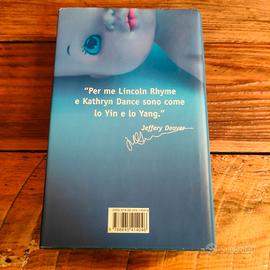 “Per me Lincoln Rhyme
e Kathryn Dance sono come
lo Yin e lo Yang.”
Jeffery Deaver